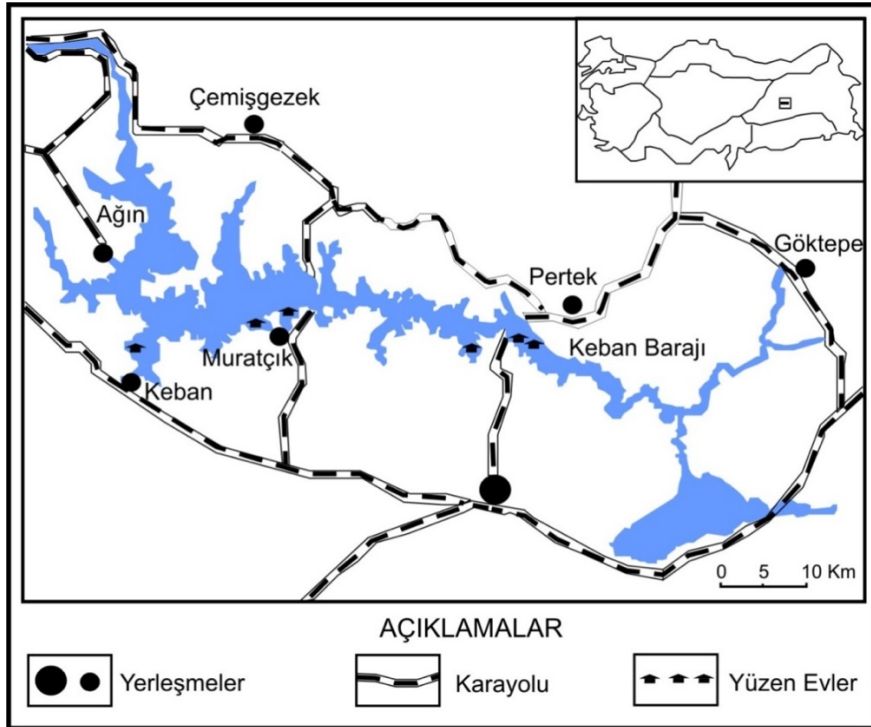 Çemişgezek
Ağın
Göktepe
Pertek
Muratçık
Keban Barajı
Keban
0 5 10 Km
AÇIKLAMALAR
Yerleşmeler
Karayolu
Yüzen Evler